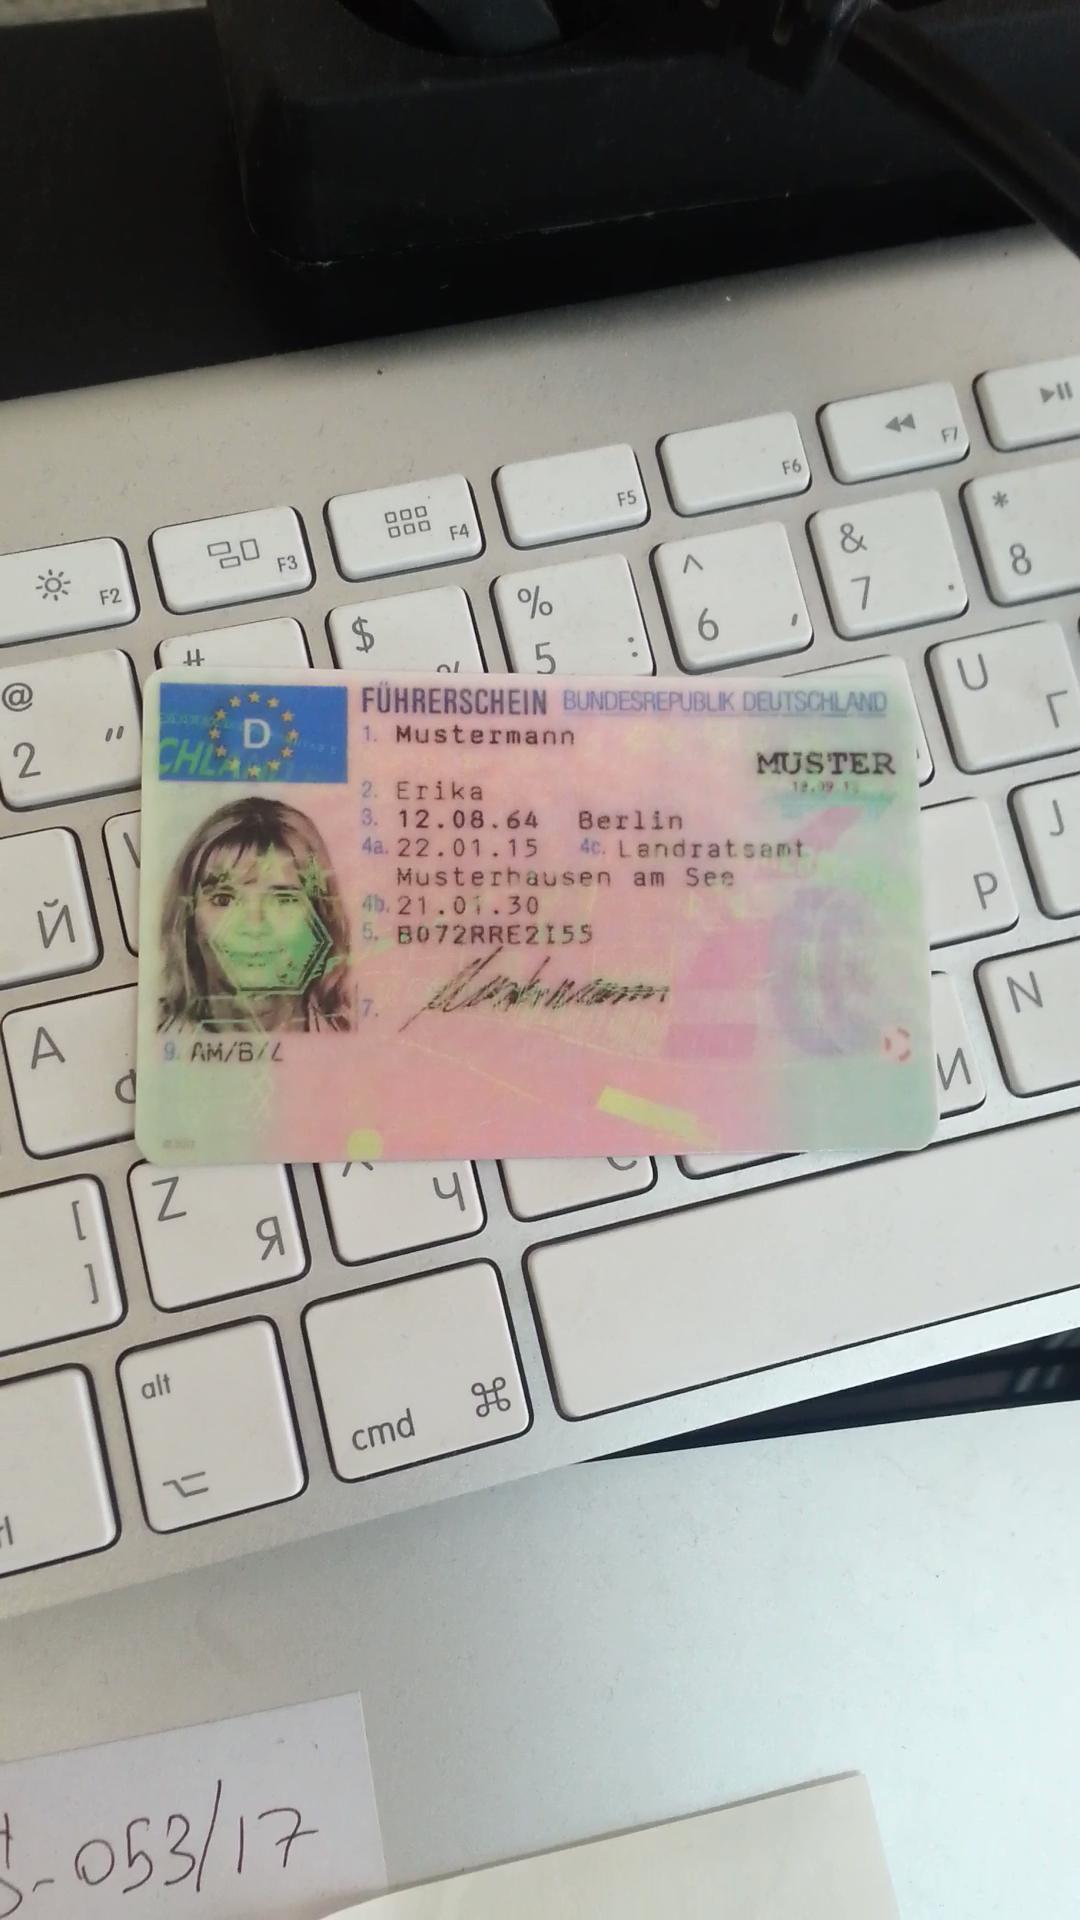 F2
F3
F4
F5
F6
F7
@
2 "
#
$
%
%
5 :
^
6 ,
&
7 .
*
8
U
Г
J
Й
Р
A
Ф
N
И
FÜHRERSCHEIN BUNDESREPUBLIK DEUTSCHLAND
D
CHLA
1. Mustermann
MUSTER
2. Erika
3. 12.08.64 Berlin
4a. 22.01.15 4c. Landratsamt
Musterhausen am See
4b. 21.01.30
5. B072RRE2I55
7.
9. AM/B/L
[
]
Z
Я
Ч
alt
cmd ⌘
-053/17